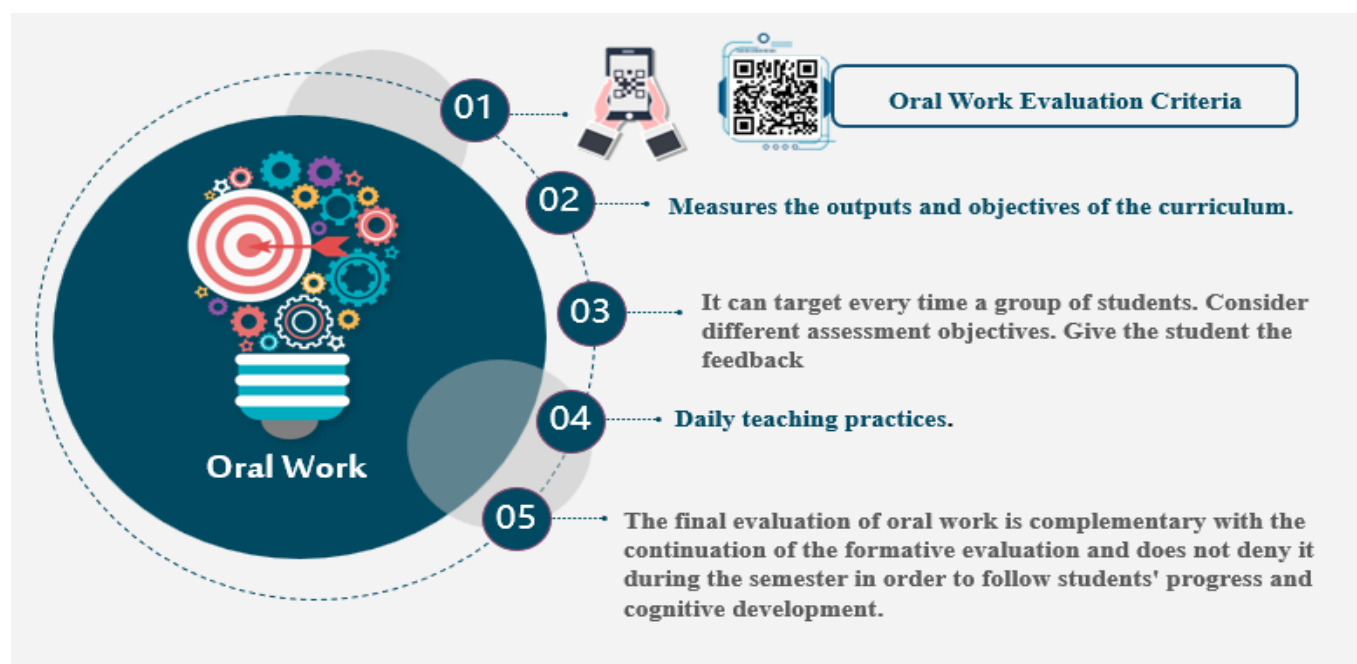 01
Oral Work Evaluation Criteria
02
Measures the outputs and objectives of the curriculum.
03
It can target every time a group of students. Consider
different assessment objectives. Give the student the
feedback
04
Daily teaching practices.
Oral Work
05
The final evaluation of oral work is complementary with the
continuation of the formative evaluation and does not deny it
during the semester in order to follow students' progress and
cognitive development.